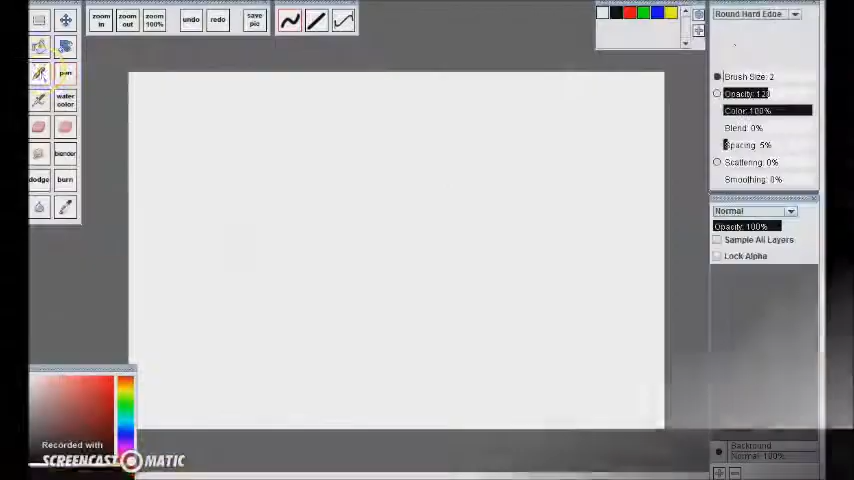 zoom in
zoom out
zoom 100%
undo
redo
save pic
pen
water color
blender
dodge
burn
Round Hard Edge
Brush Size: 2
Opacity: 128
Color: 100%
Blend: 0%
Spacing: 5%
Scattering: 0%
Smoothing: 0%
Normal
Opacity: 100%
Sample All Layers
Lock Alpha
Background
Normal: 100%
Recorded with
SCREENCAST MATIC